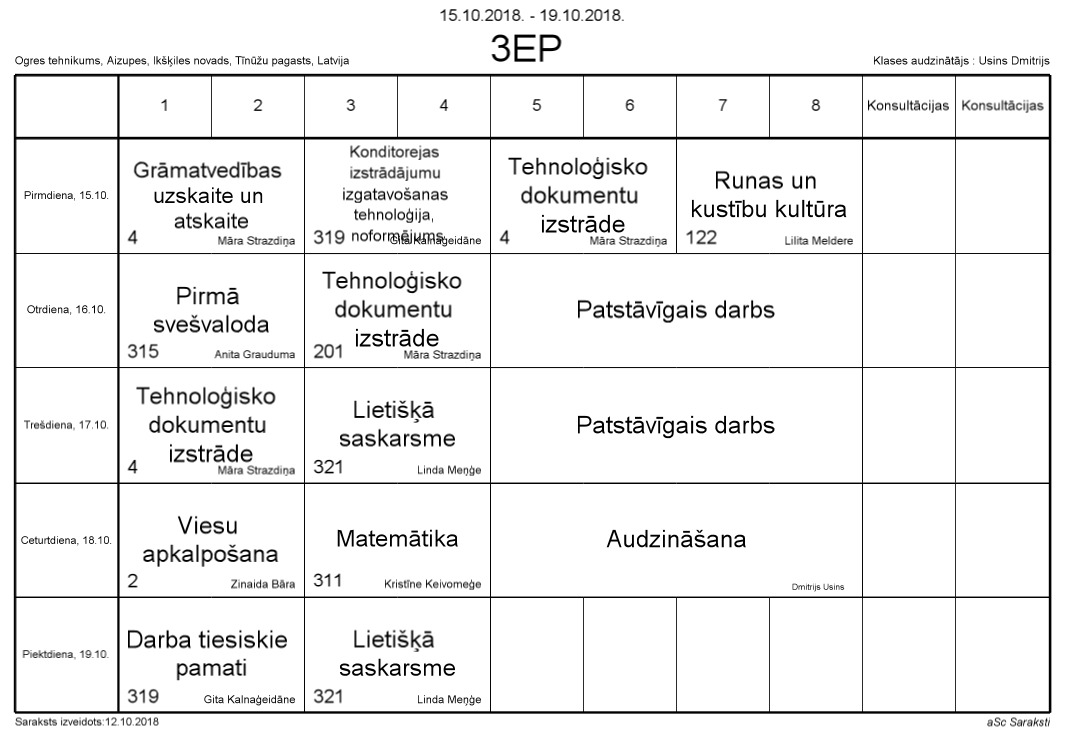 15.10.2018. - 19.10.2018.
3EP
Ogres tehnikums, Aizupes, Ikšķiles novads, Tīnūžu pagasts, Latvija
Klases audzinātājs : Usins Dmitrijs
1 2 3 4 5 6 7 8 Konsultācijas Konsultācijas
Pirmdiena, 15.10.
Grāmatvedības
uzskaite un
atskaite
4 Māra Strazdiņa
Konditorejas
izstrādājumu
izgatavošanas
tehnoloģija,
noformējums
319 Gita Kalnaģeidāne
Tehnoloģisko
dokumentu
izstrāde
4 Māra Strazdiņa
Runas un
kustību kultūra
122 Lilita Meldere
Otrdiena, 16.10.
Pirmā
svešvaloda
315 Anita Grauduma
Tehnoloģisko
dokumentu
izstrāde
201 Māra Strazdiņa
Patstāvīgais darbs
Trešdiena, 17.10.
Tehnoloģisko
dokumentu
izstrāde
4 Māra Strazdiņa
Lietišķā
saskarsme
321 Linda Meņģe
Patstāvīgais darbs
Ceturtdiena, 18.10.
Viesu
apkalpošana
2 Zinaida Bāra
Matemātika
311 Kristīne Keivomeģe
Audzināšana
Dmitrijs Usins
Piektdiena, 19.10.
Darba tiesiskie
pamati
319 Gita Kalnaģeidāne
Lietišķā
saskarsme
321 Linda Meņģe
Saraksts izveidots:12.10.2018
aSc Saraksti